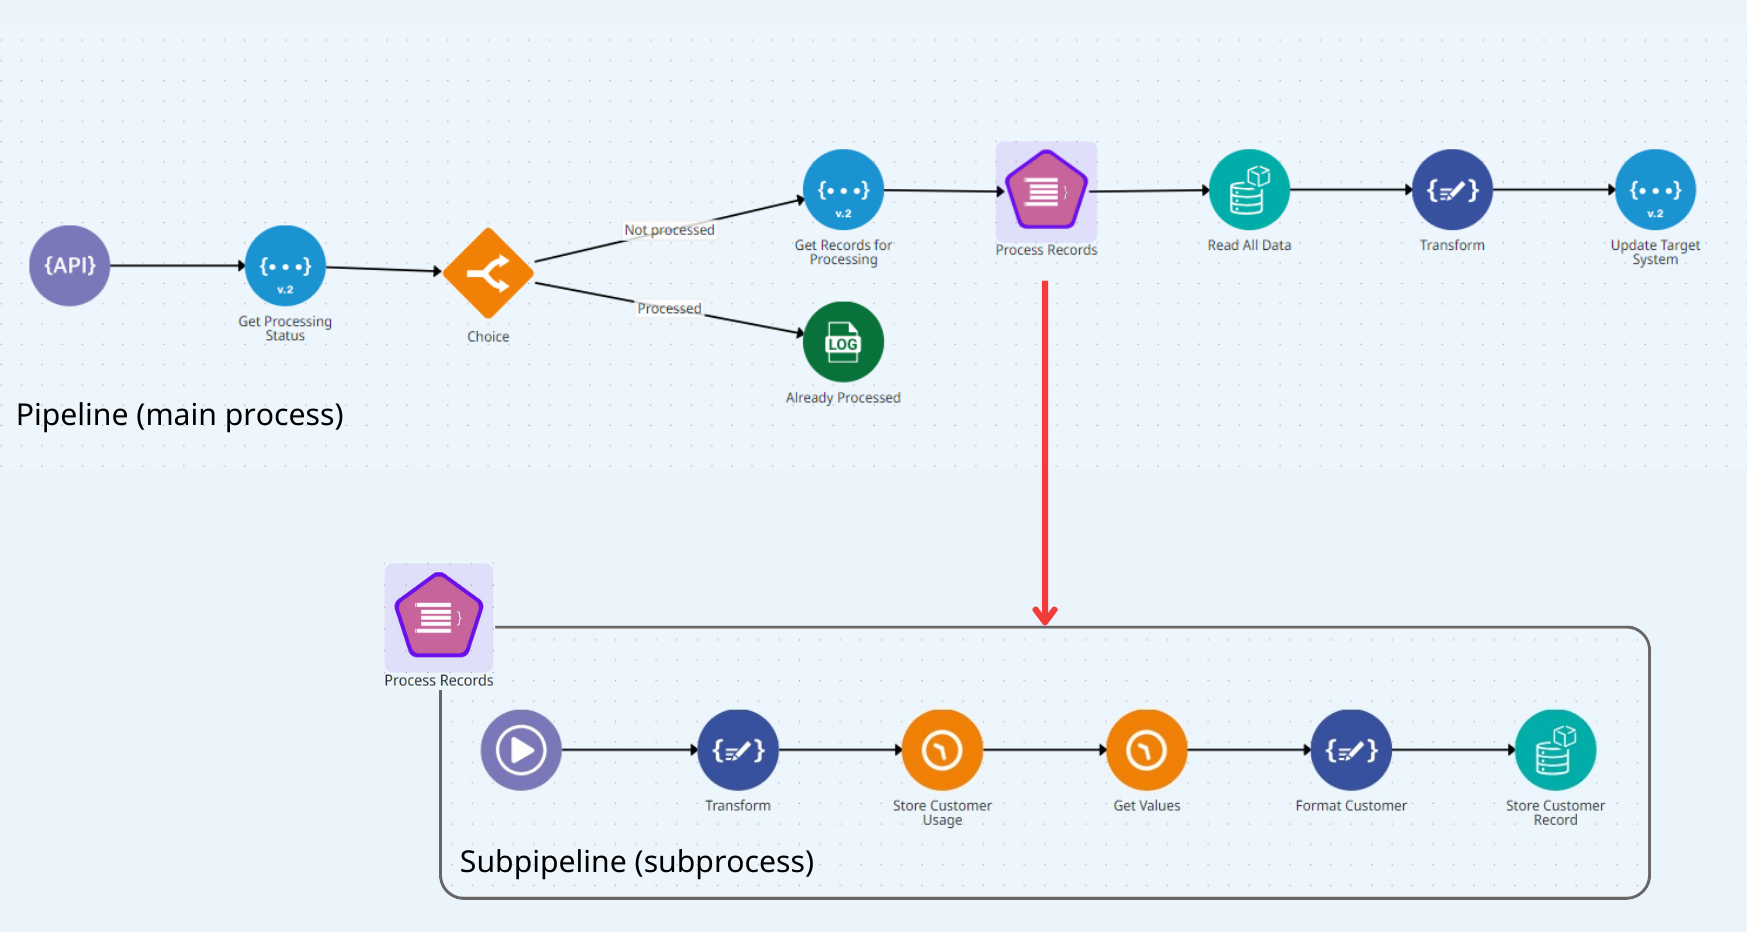 {API}
{•••}
v.2
Get Processing
Status
Choice
Not processed
Processed
{•••}
v.2
Get Records for
Processing
LOG
Already Processed
Process Records
Read All Data
Transform
{•••}
v.2
Update Target
System
Pipeline (main process)
Process Records
Transform
Store Customer
Usage
Get Values
Format Customer
Store Customer
Record
Subpipeline (subprocess)